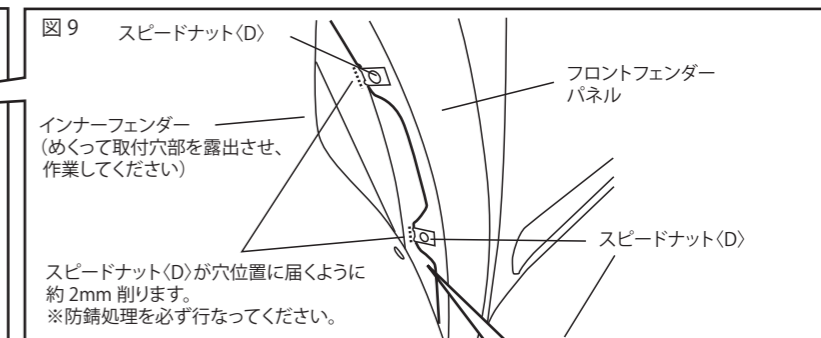 図9
スピードナット〈D〉
フロントフェンダー
パネル
インナーフェンダー
（めくって取付穴部を露出させ、
作業してください）
スピードナット〈D〉
スピードナット〈D〉が穴位置に届くように
約 2mm 削ります。
※防錆処理を必ず行なってください。